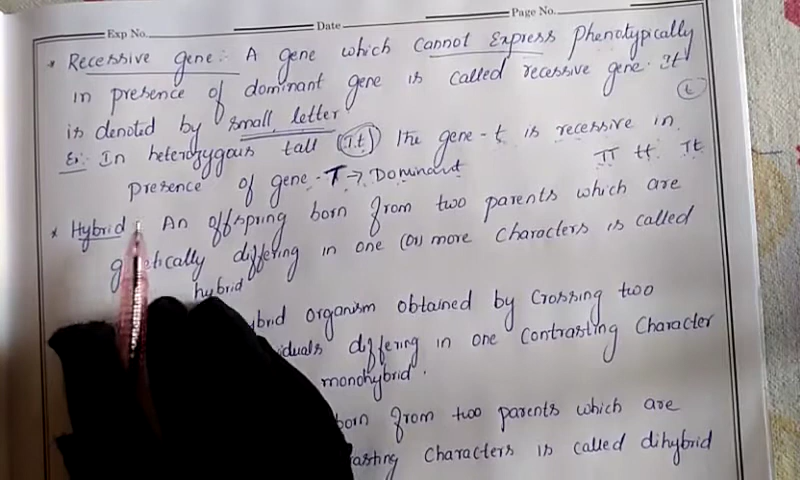 Exp No.
Date
Page No.
* Recessive gene :- A gene which cannot Express phenotypically
in presence of dominant gene is called recessive gene. It
is denoted by small letter t
Ex: In heterozygous tall (T.t) the gene - t is recessive in
presence of gene - T → Dominant
TT tt Tt
* Hybrid An offspring born from two parents which are
genetically differing in one (or) more characters is called
hybrid
organism obtained by crossing two
differing in one contrasting character
monohybrid.
born from two parents which are
characters is called dihybrid